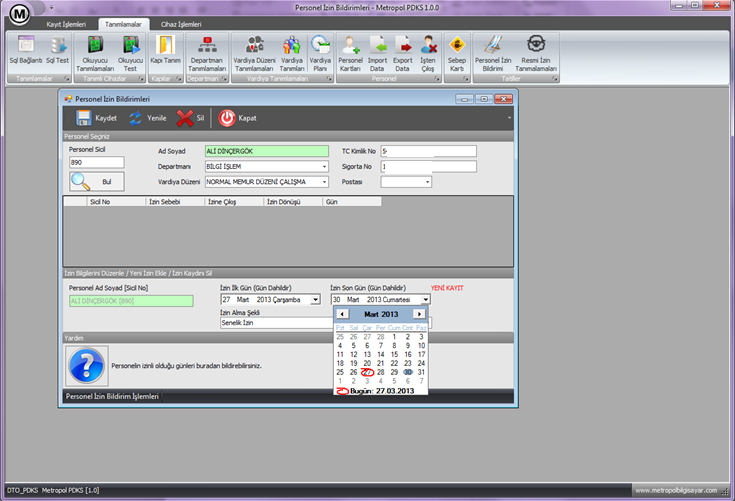 Personel İzin Bildirimleri - Metropol PDKS 1.0.0
Kayıt İşlemleri Tanımlamalar Cihaz İşlemleri
Sql Bağlantı Sql Test Okuyucu Tanımları Okuyucu Test Kapı Tanım Departman Tanımları Vardiya Düzeni Tanımlamaları Vardiya Tanımları Vardiya Planı Personel Kartları Import Data Export Data İşten Çıkış Sebep Kartı Personel İzin Bildirimi Resmi İzin Tanımalamaları
Tanımlamalar Tanımlı Cihazlar Kapılar Departman Vardiya Tanımlamaları Personel Tatiller
Personel İzin Bildirimleri
Kaydet Yenile Sil Kapat
Personel Seçiniz
Personel Sicil
890
Bul
Ad Soyad ALİ DİNÇERGÖK TC Kimlik No
Departmanı BİLGİ İŞLEM Sigorta No 1
Vardiya Düzeni NORMAL MEMUR DÜZENİ ÇALIŞMA Postası
Sicil No İzin Sebebi İzine Çıkış İzin Dönüşü Gün
İzin Bilgilerini Düzenle / Yeni İzin Ekle / İzin Kaydını Sil
Personel Ad Soyad [Sicil No] İzin İlk Gün (Gün Dahildir) İzin Son Gün (Gün Dahildir) YENİ KAYIT
ALİ DİNÇERGÖK [890] 27 Mart 2013 Çarşamba 30 Mart 2013 Cumartesi
İzin Alma Şekli
Senelik İzin
Mart 2013
Pzt Sal Çar Per Cum Cmt Paz
25 26 27 28 1 2 3
4 5 6 7 8 9 10
11 12 13 14 15 16 17
18 19 20 21 22 23 24
25 26 27 28 29 30 31
1 2 3 4 5 6 7
Bugün: 27.03.2013
Yardım
Personelin izinli olduğu günleri buradan bildirebilirsiniz.
Personel İzin Bildirim İşlemleri
DTO_PDKS Metropol PDKS [1.0] www.metropolbilgisayar.com